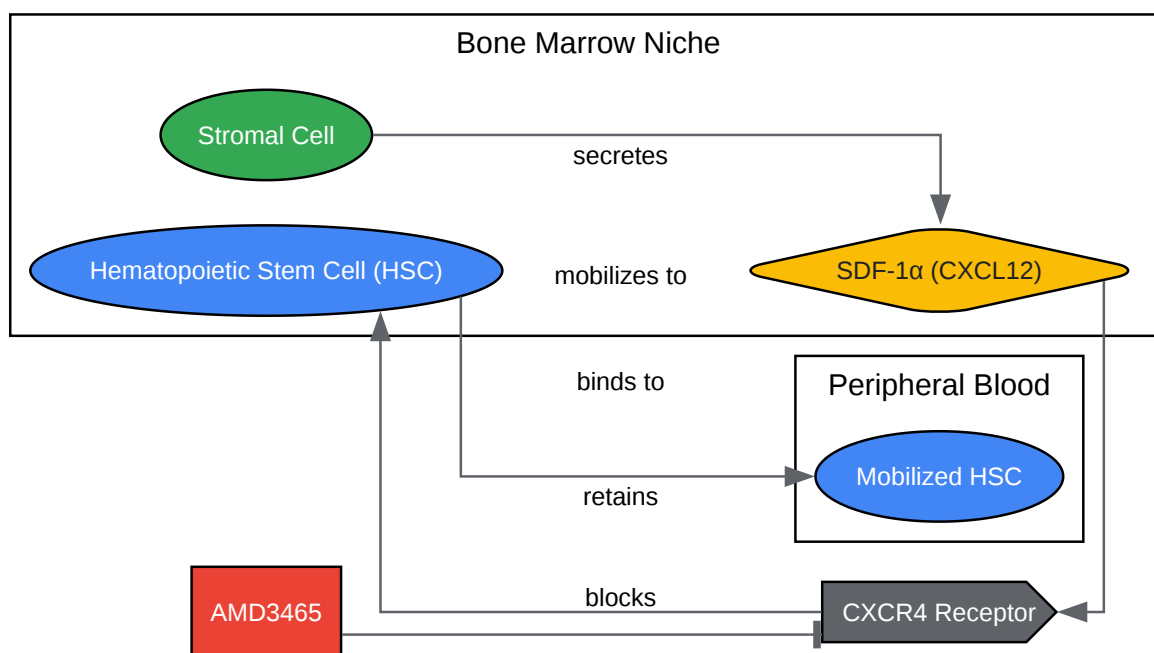 Bone Marrow Niche
Stromal Cell
secretes
Hematopoietic Stem Cell (HSC)
mobilizes to
SDF-1α (CXCL12)
binds to
Peripheral Blood
Mobilized HSC
retains
AMD3465
blocks
CXCR4 Receptor